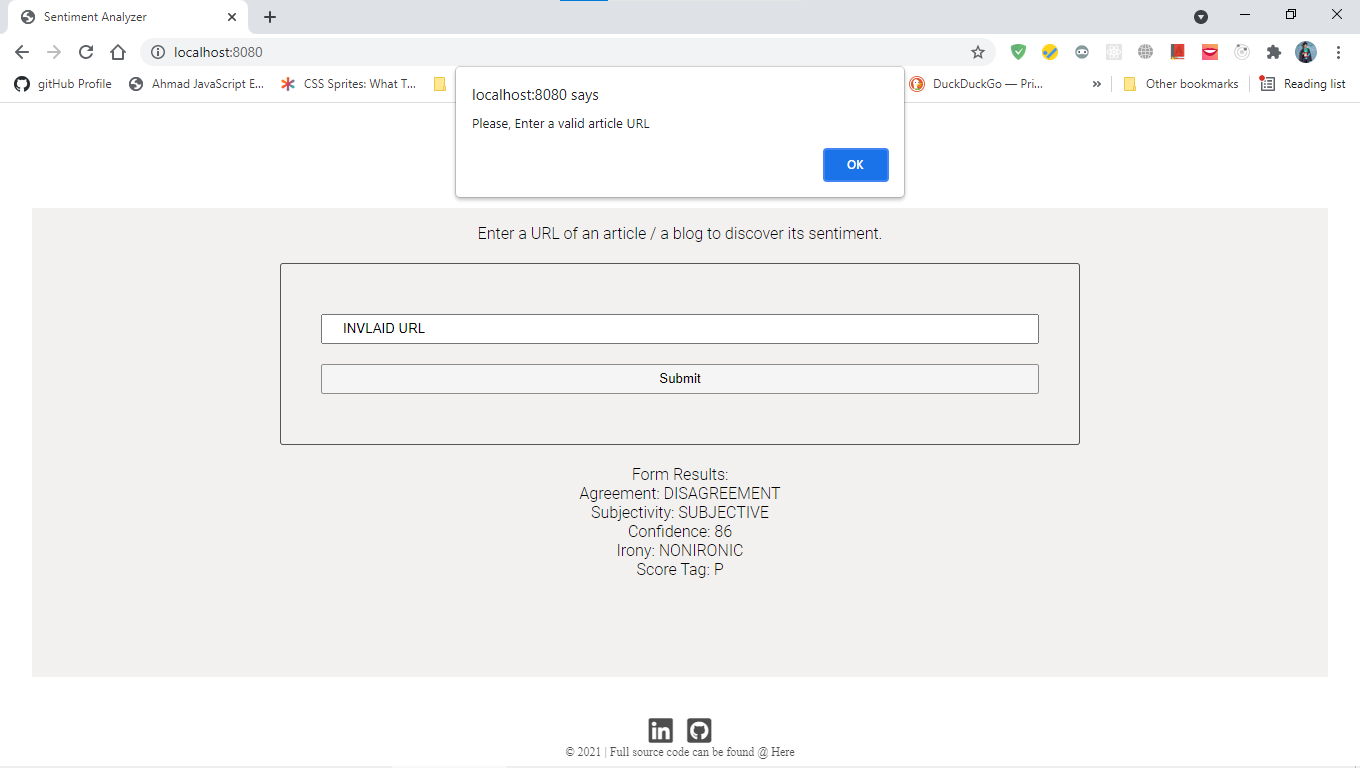 Sentiment Analyzer
localhost:8080
gitHub Profile
Ahmad JavaScript E...
CSS Sprites: What T...
DuckDuckGo — Pri...
»
Other bookmarks
Reading list
localhost:8080 says
Please, Enter a valid article URL
OK
Enter a URL of an article / a blog to discover its sentiment.
INVLAID URL
Submit
Form Results:
Agreement: DISAGREEMENT
Subjectivity: SUBJECTIVE
Confidence: 86
Irony: NONIRONIC
Score Tag: P
in
© 2021 | Full source code can be found @ Here